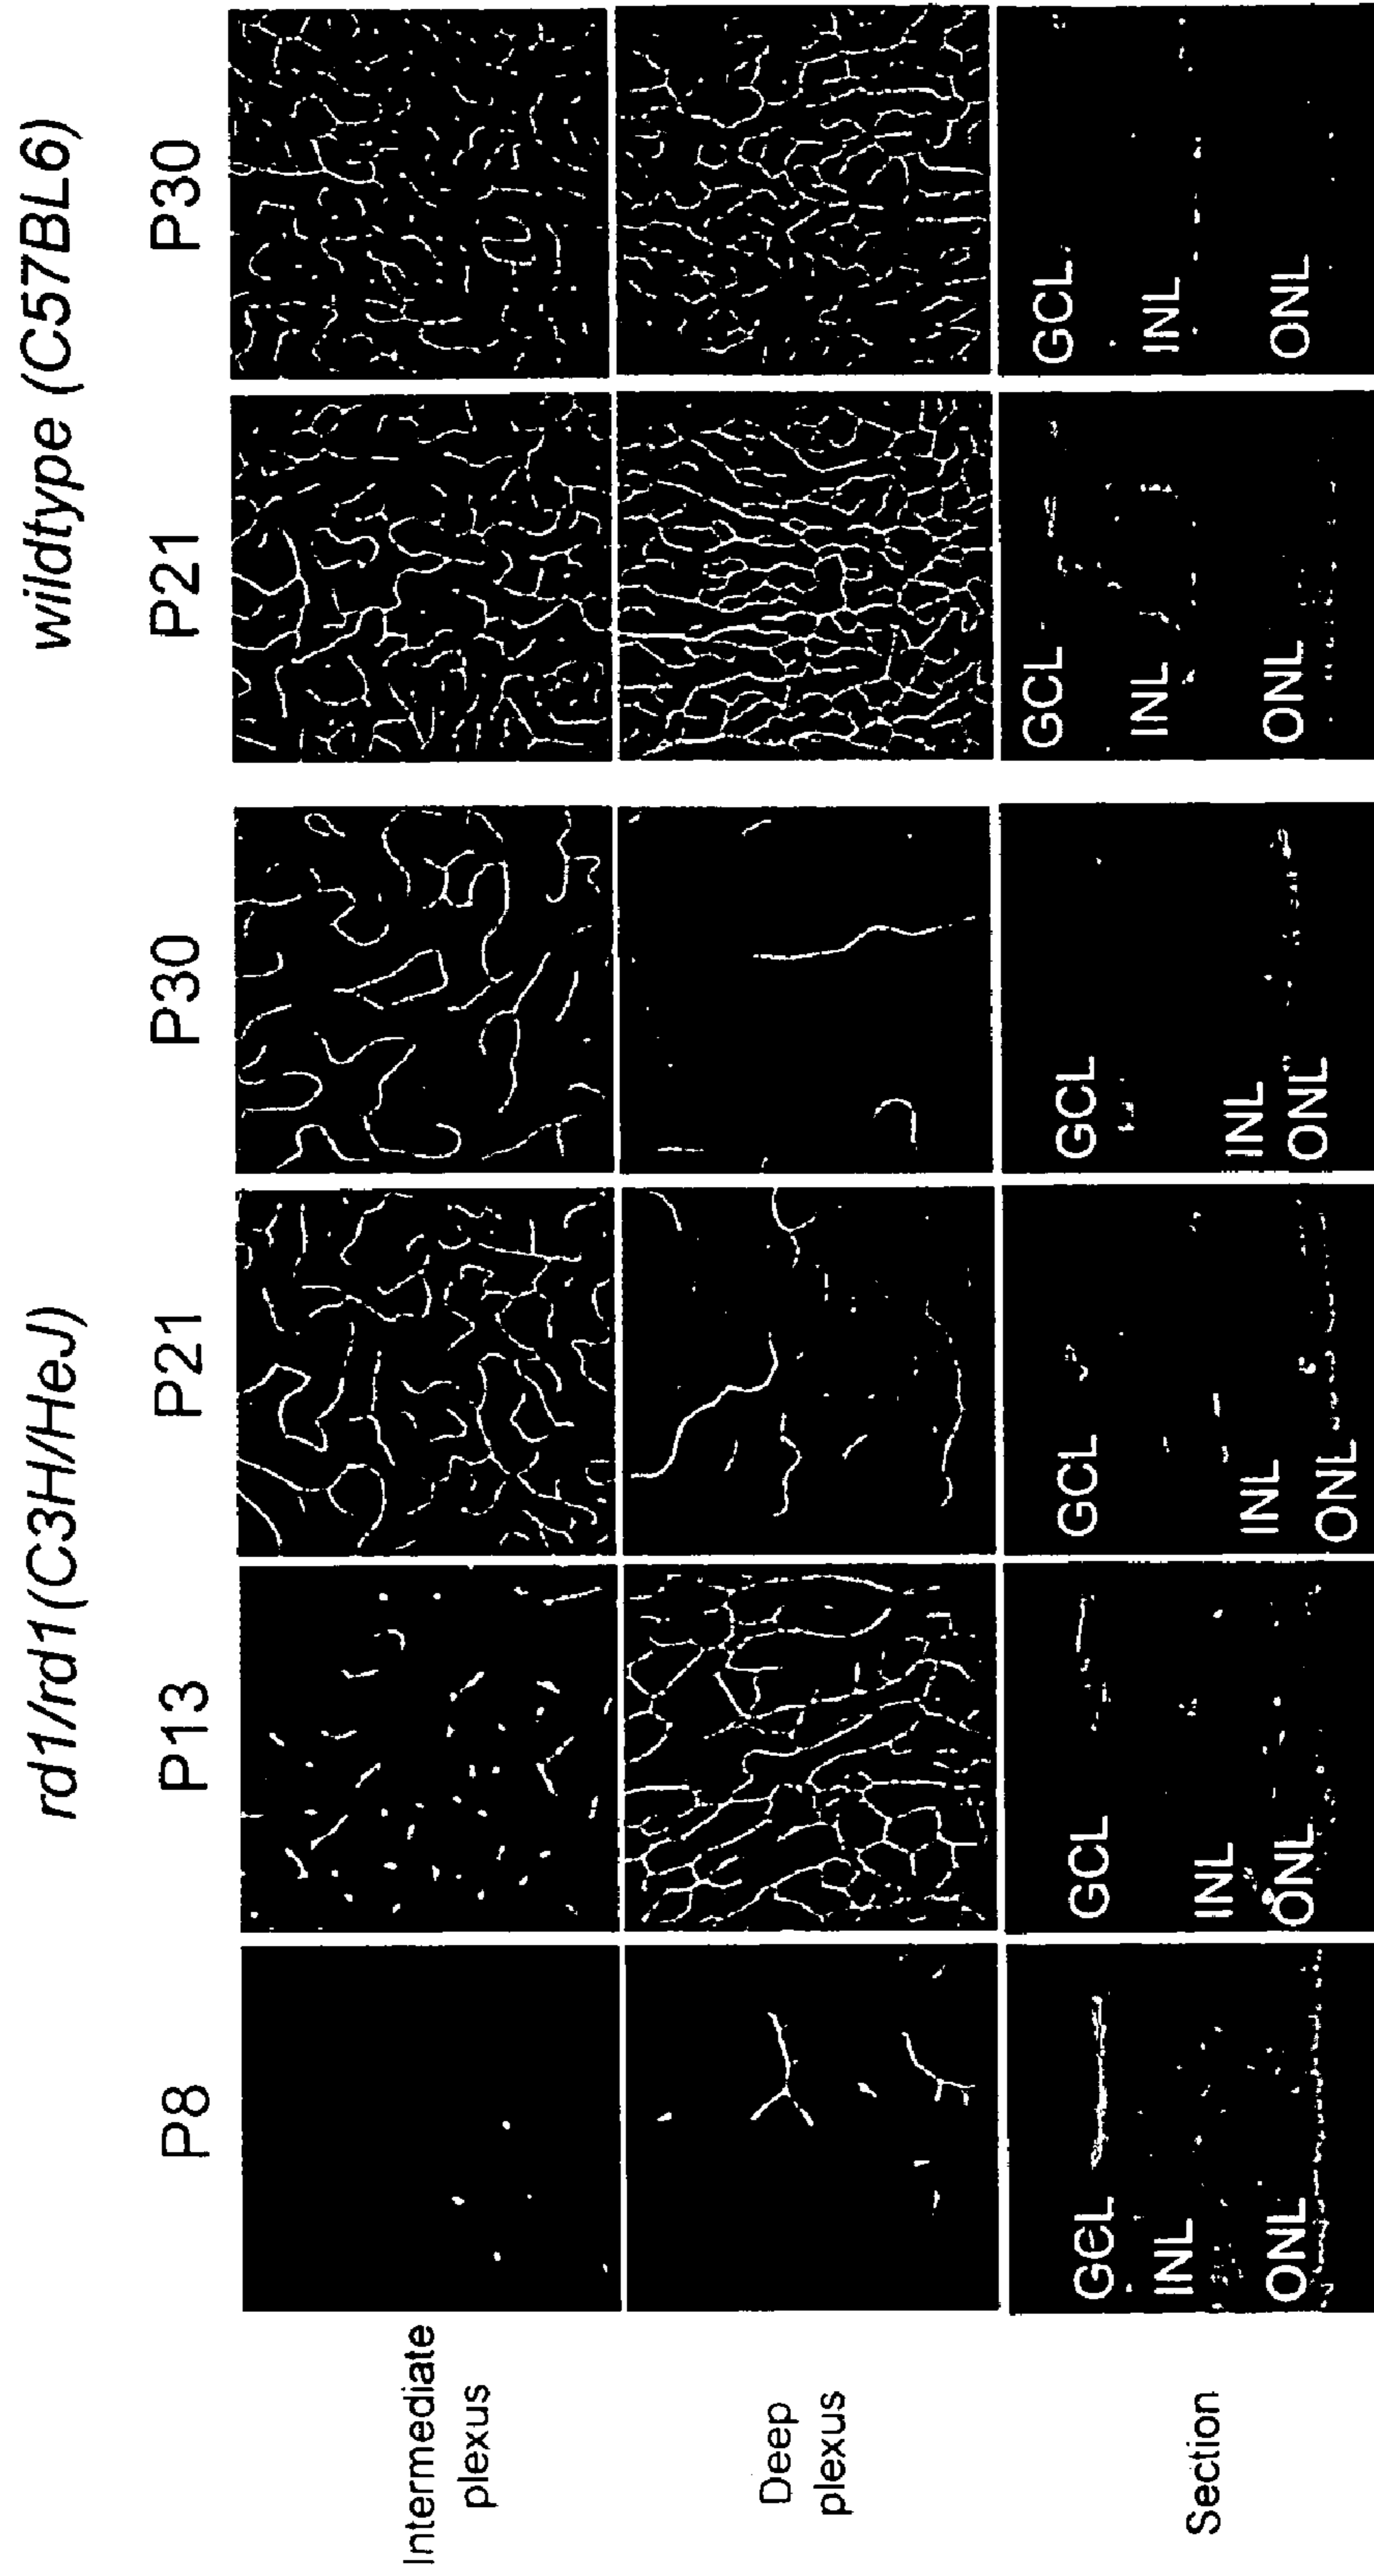 rd1/rd1(C3H/HeJ)
wildtype (C57BL6)
P8
P13
P21
P30
P21
P30
Intermediate
plexus
Deep
plexus
Section
GCL
INL
ONL
GCL
INL
ONL
GCL
INL
ONL
GCL
INL
ONL
GCL
INL
ONL
GCL
INL
ONL